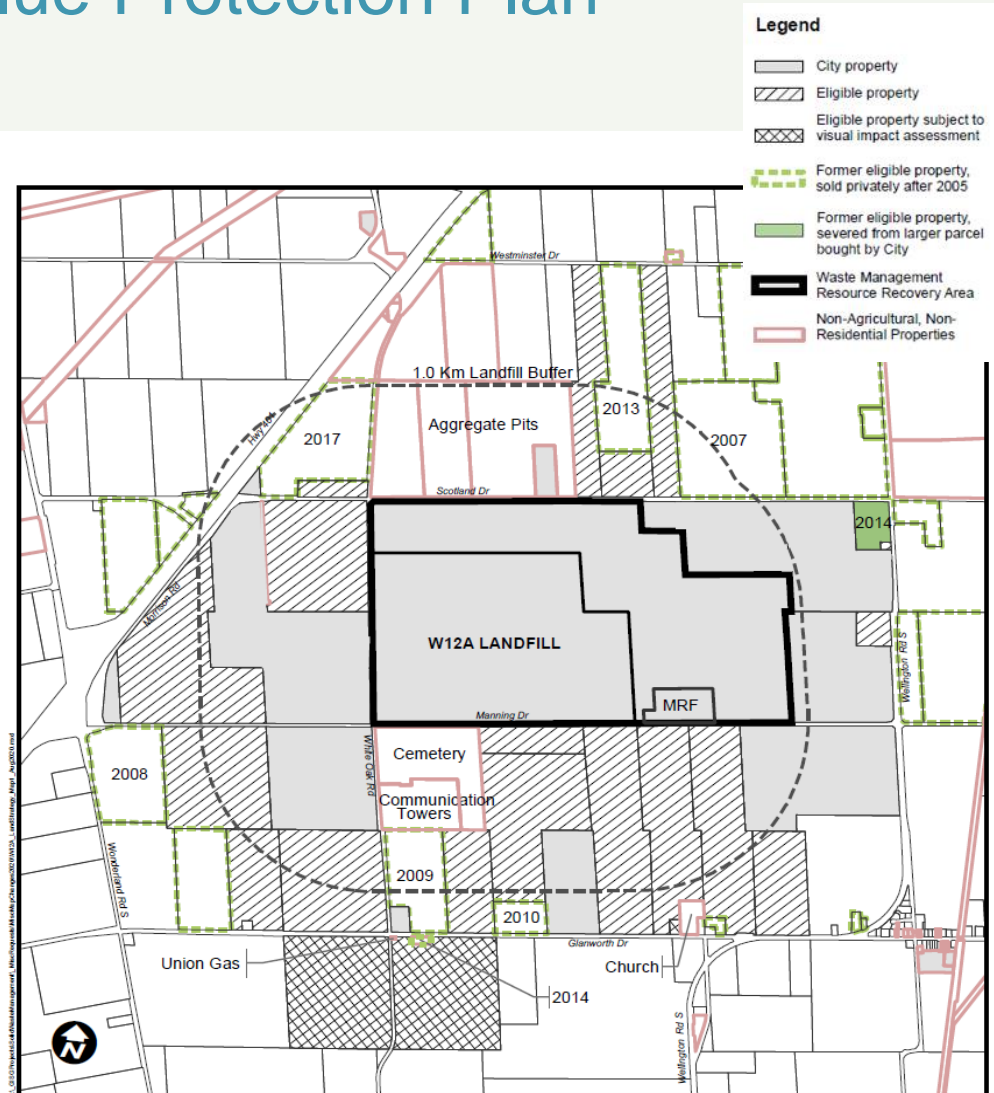 de Protection Plan
Legend
City property
Eligible property
Eligible property subject to
visual impact assessment
Former eligible property,
sold privately after 2005
Former eligible property,
severed from larger parcel
bought by City
Waste Management
Resource Recovery Area
Non-Agricultural, Non-
Residential Properties
Westminster Dr
1.0 Km Landfill Buffer
2013
Hwy 401
2017
Aggregate Pits
2007
Scotland Dr
2014
Morrison Rd
W12A LANDFILL
Wellington Rd S
MRF
Manning Dr
White Oak Rd
Cemetery
2008
Communication
Towers
Wonderland Rd S
2009
2010
Glanworth Dr
Union Gas
Church
2014
Wellington Rd S
N